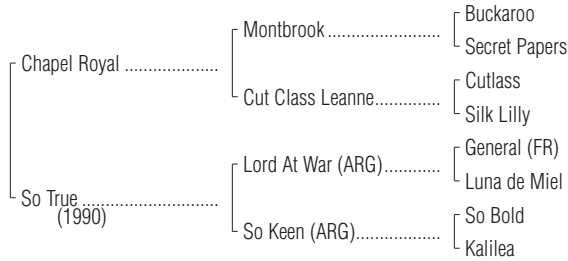 Buckaroo
Montbrook
Secret Papers
Chapel Royal
Cutlass
Cut Class Leanne
Silk Lilly
General (FR)
Lord At War (ARG)
Luna de Miel
So True
(1990)
So Bold
So Keen (ARG)
Kalilea